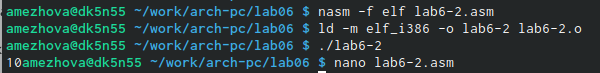 amezhova@dk5n55 ~/work/arch-pc/lab06 $ nasm -f elf lab6-2.asm
amezhova@dk5n55 ~/work/arch-pc/lab06 $ ld -m elf_i386 -o lab6-2 lab6-2.o
amezhova@dk5n55 ~/work/arch-pc/lab06 $ ./lab6-2
10amezhova@dk5n55 ~/work/arch-pc/lab06 $ nano lab6-2.asm